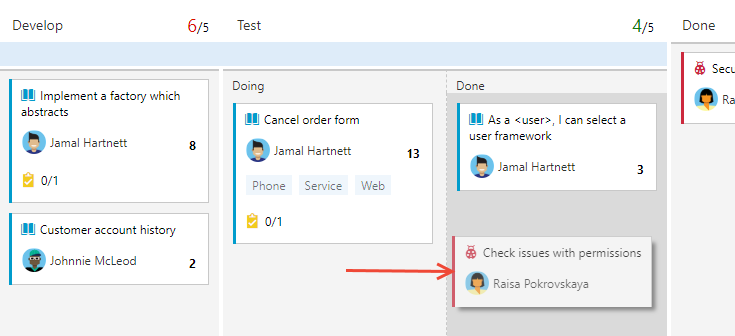 Develop 6/5
Test 4/5
Done
Implement a factory which
abstracts
Jamal Hartnett 8
0/1
Customer account history
Johnnie McLeod 2
Doing
Cancel order form
Jamal Hartnett 13
Phone Service Web
0/1
Done
As a <user>, I can select a
user framework
Jamal Hartnett 3
Check issues with permissions
Raisa Pokrovskaya
Secu
Ra